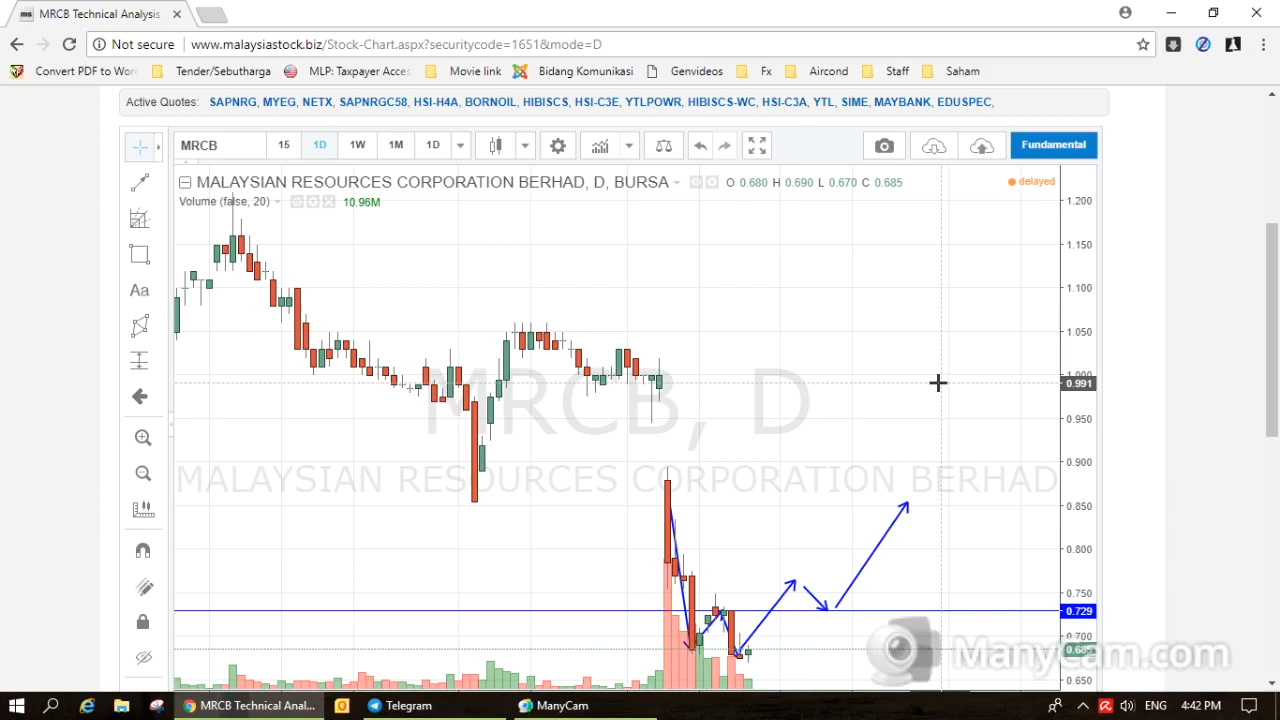 ms MRCB Technical Analysis
Not secure | www.malaysiastock.biz/Stock-Chart.aspx?securitycode=1651&mode=D
Convert PDF to Word Tender/Sebutharga MLP: Taxpayer Acces Movie link Bidang Komunikasi Genvideos Fx Aircond Staff Saham
Active Quotes: SAPNRG, MYEG, NETX, SAPNRGC58, HSI-H4A, BORNOIL, HIBISCS, HSI-C3E, YTLPOWR, HIBISCS-WC, HSI-C3A, YTL, SIME, MAYBANK, EDUSPEC,
MRCB 15 1D 1W 1M 1D Fundamental
MALAYSIAN RESOURCES CORPORATION BERHAD, D, BURSA O 0.680 H 0.690 L 0.670 C 0.685 delayed
Volume (false, 20) 10.96M
1.200
1.150
1.100
Aa
1.050
1.000
0.991
MRCB, D
0.950
0.900
MALAYSIAN RESOURCES CORPORATION BERHAD
0.850
0.800
0.750
0.729
0.700
0.685
ManyCam.com
0.650
MRCB Technical Anal... Telegram ManyCam ENG 4:42 PM